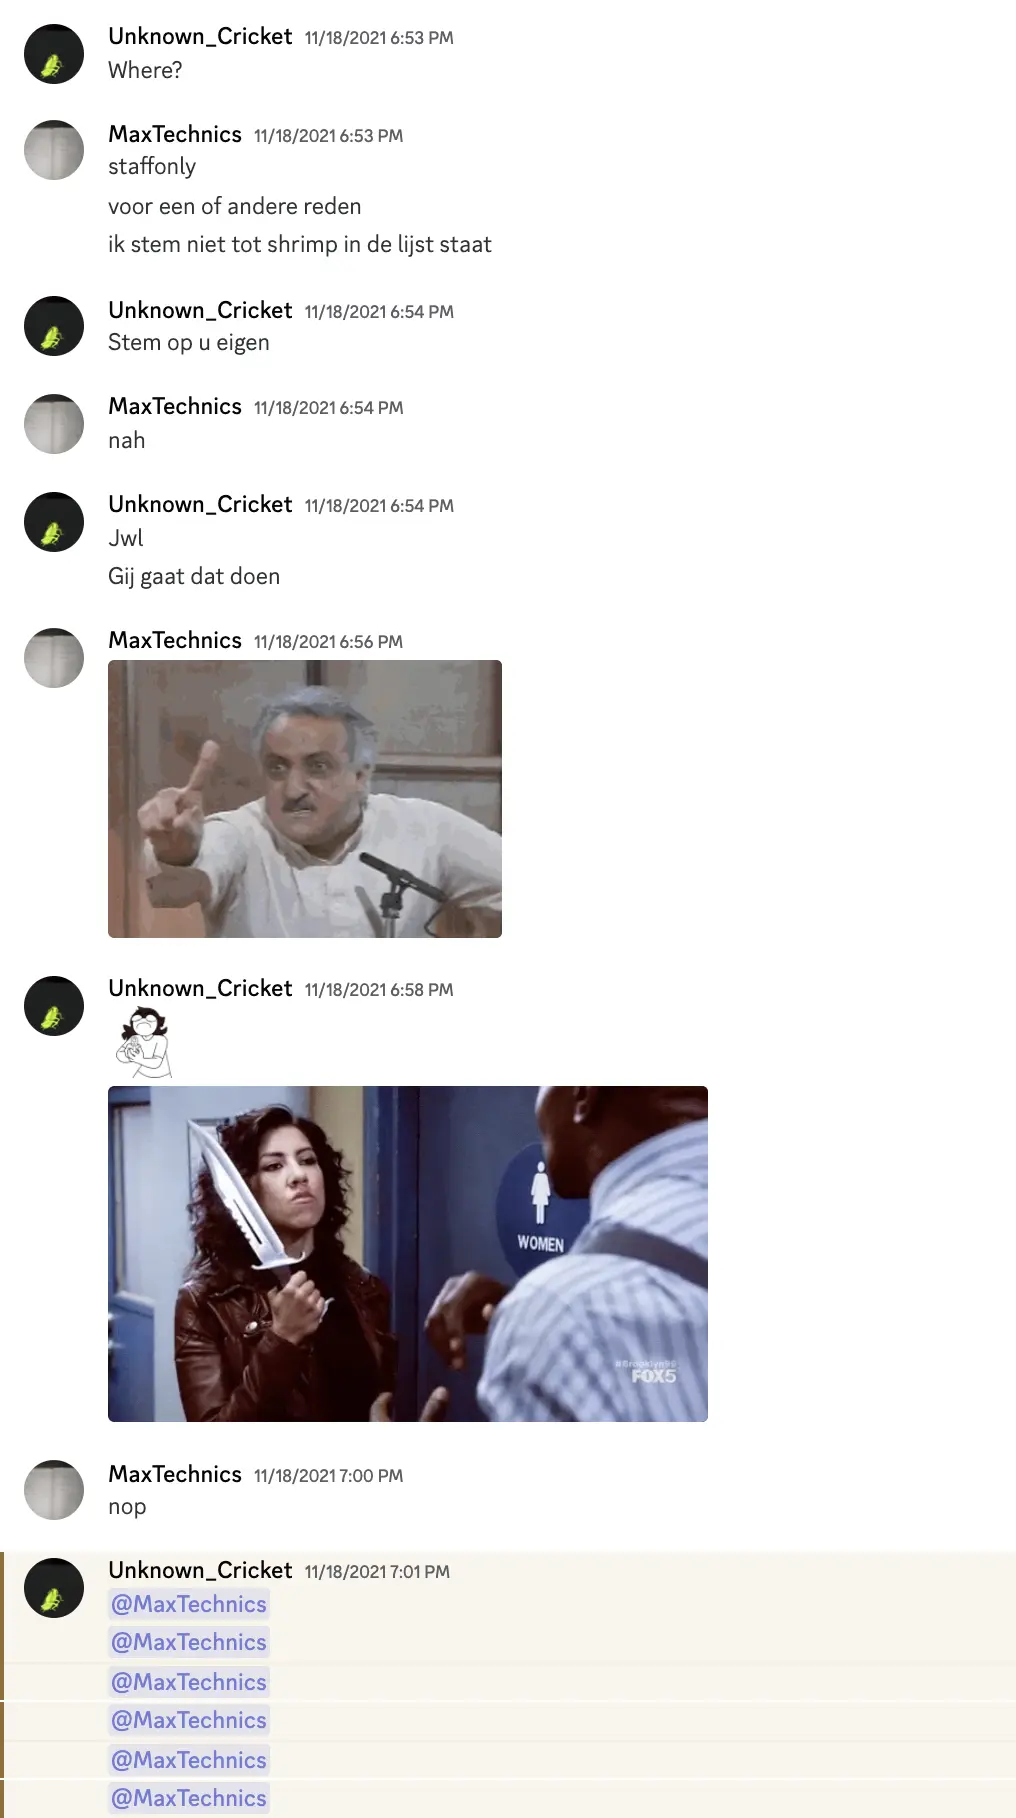 Unknown_Cricket 11/18/2021 6:53 PM
Where?
MaxTechnics 11/18/2021 6:53 PM
staffonly
voor een of andere reden
ik stem niet tot shrimp in de lijst staat
Unknown_Cricket 11/18/2021 6:54 PM
Stem op u eigen
MaxTechnics 11/18/2021 6:54 PM
nah
Unknown_Cricket 11/18/2021 6:54 PM
Jwl
Gij gaat dat doen
MaxTechnics 11/18/2021 6:56 PM
Unknown_Cricket 11/18/2021 6:58 PM
WOMEN
#Brooklyn99
FOX5
MaxTechnics 11/18/2021 7:00 PM
nop
Unknown_Cricket 11/18/2021 7:01 PM
@MaxTechnics
@MaxTechnics
@MaxTechnics
@MaxTechnics
@MaxTechnics
@MaxTechnics